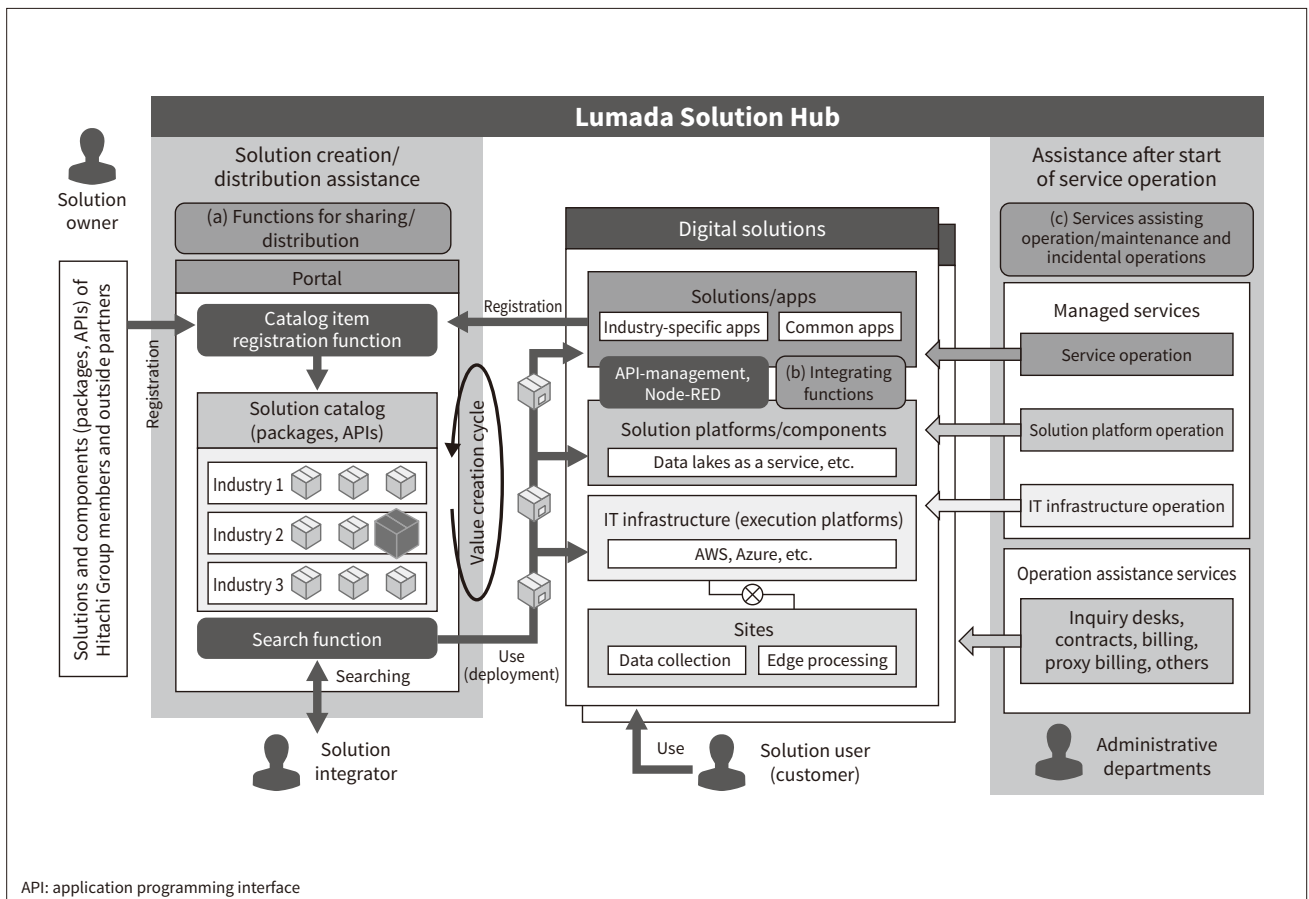 Lumada Solution Hub
Solution
owner
Solutions and components (packages, APIs) of
Hitachi Group members and outside partners
Registration
Solution creation/
distribution assistance
(a) Functions for sharing/
distribution
Portal
Catalog item
registration function
Solution catalog
(packages, APIs)
Industry 1
Industry 2
Industry 3
Search function
Searching
Solution
integrator
Value creation cycle
Registration
Use
(deployment)
Digital solutions
Solutions/apps
Industry-specific apps
Common apps
API-management,
Node-RED
(b) Integrating
functions
Solution platforms/components
Data lakes as a service, etc.
IT infrastructure (execution platforms)
AWS, Azure, etc.
Sites
Data collection
Edge processing
Use
Solution user
(customer)
Assistance after start
of service operation
(c) Services assisting
operation/maintenance and
incidental operations
Managed services
Service operation
Solution platform operation
IT infrastructure operation
Operation assistance services
Inquiry desks,
contracts, billing,
proxy billing, others
Administrative
departments
API: application programming interface